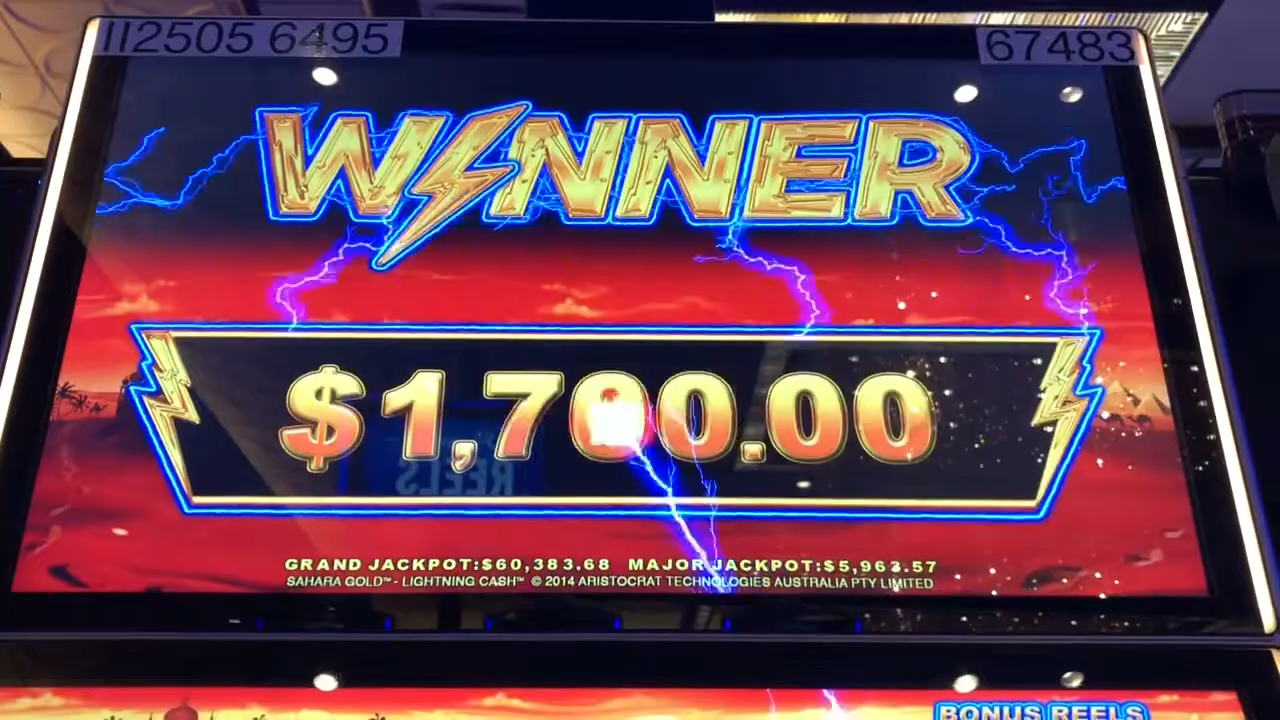 112505 6495
67483
WINNER
$1,700.00
REELS
GRAND JACKPOT:$60,383.68 MAJOR JACKPOT:$5,963.57
SAHARA GOLD™ - LIGHTNING CASH™ © 2014 ARISTOCRAT TECHNOLOGIES AUSTRALIA PTY LIMITED
BONUS REELS